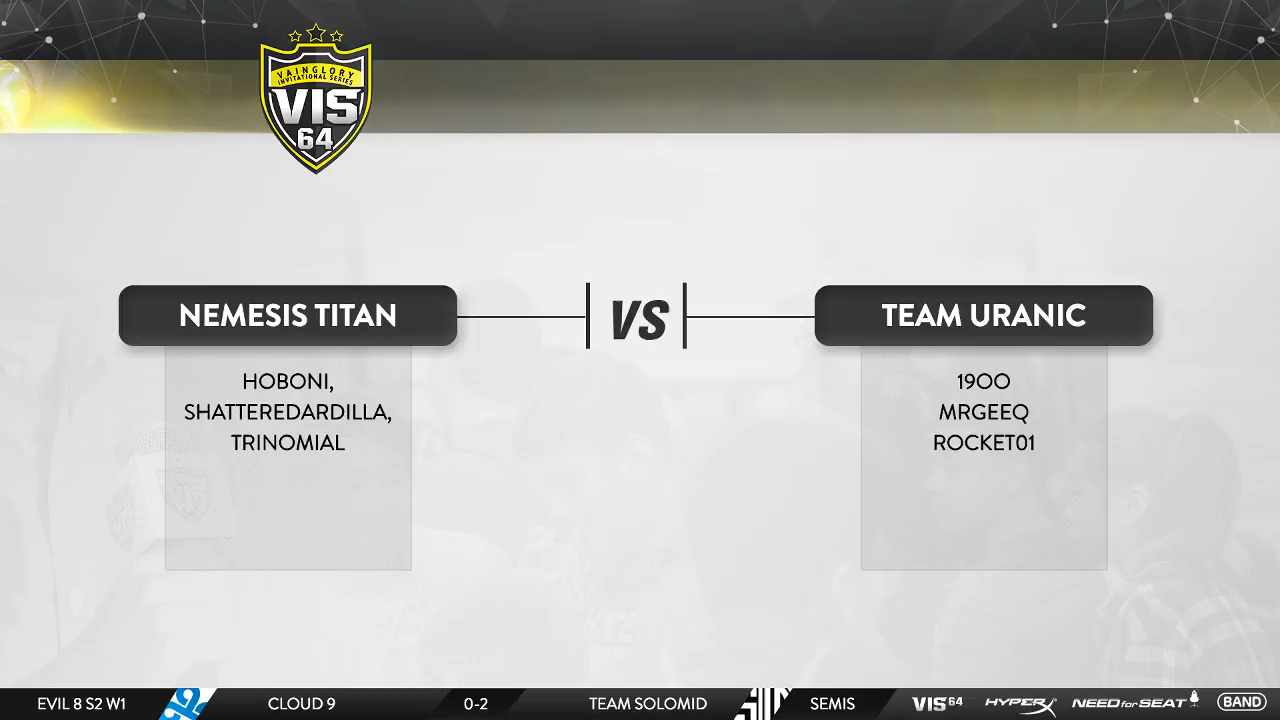 VAINGLORY
INVITATIONAL SERIES
VIS
64
NEMESIS TITAN
VS
TEAM URANIC
HOBONI,
SHATTEREDARDILLA,
TRINOMIAL
19OO
MRGEEQ
ROCKET01
EVIL 8 S2 W1
CLOUD 9
0-2
TEAM SOLOMID
SEMIS
VIS64
HYPERX
NEED for SEAT
BAND